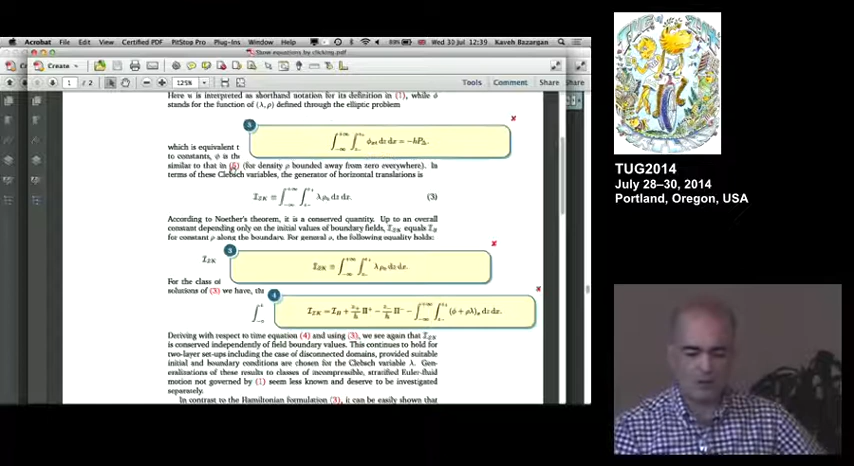 Acrobat File Edit View Certified PDF PitStop Pro Plug-Ins Window Help Wed 30 Jul 12:39 Kaveh Bazargan
Show equations by clicking.pdf
Create
1 / 2 125% Tools Comment Share
Here u is interpreted as shorthand notation for its definition in (1), while ϕ
stands for the function of (λ, ρ) defined through the elliptic problem
5
which is equivalent t
to constants, ϕ is the
similar to that in (5) (for density ρ bounded away from zero everywhere). In
terms of these Clebsch variables, the generator of horizontal translations is
(3)
According to Noether's theorem, it is a conserved quantity. Up to an overall
constant depending only on the initial values of boundary fields,
for constant ρ along the boundary. For general ρ, the following equality holds:
3
For the class of
solutions of (3) we have, the
4
Deriving with respect to time equation (4) and using (3), we see again that
is conserved independently of field boundary values. This continues to hold for
two-layer set-ups including the case of disconnected domains, provided suitable
initial and boundary conditions are chosen for the Clebsch variable λ. Gen-
eralizations of these results to classes of incompressible, stratified Euler-fluid
motion not governed by (1) seem less known and deserve to be investigated
separately.
In contrast to the Hamiltonian formulation (3), it can be easily shown that
TUG2014
July 28–30, 2014
Portland, Oregon, USA